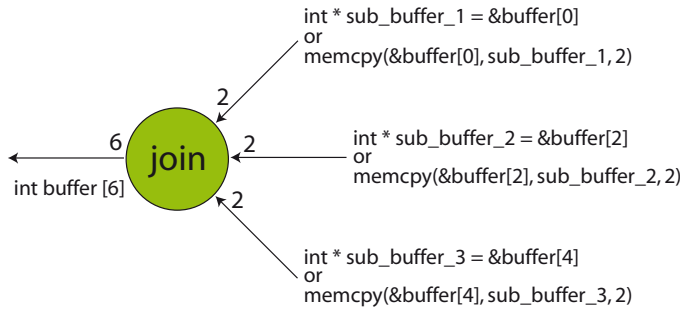 int * sub_buffer_1 = &buffer[0]
or
memcpy(&buffer[0], sub_buffer_1, 2)
2
6
join
2
int * sub_buffer_2 = &buffer[2]
or
memcpy(&buffer[2], sub_buffer_2, 2)
int buffer [6]
2
int * sub_buffer_3 = &buffer[4]
or
memcpy(&buffer[4], sub_buffer_3, 2)